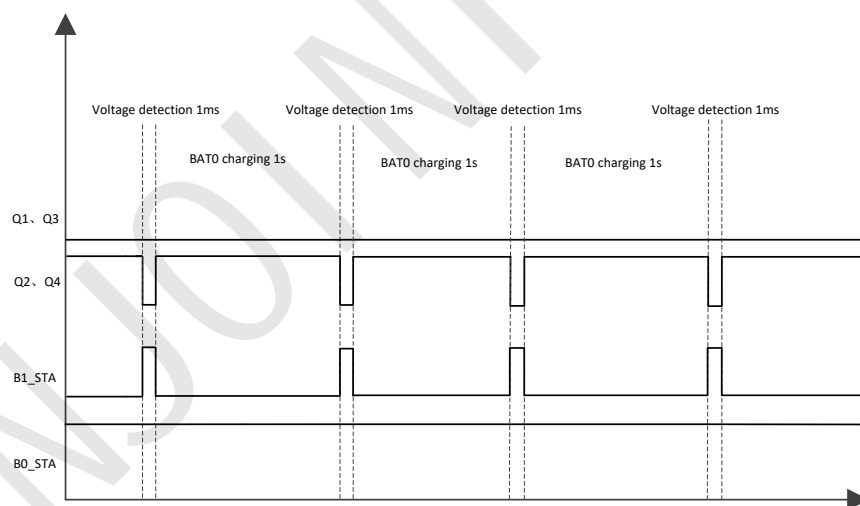 Voltage detection 1ms Voltage detection 1ms Voltage detection 1ms Voltage detection 1ms
BAT0 charging 1s BAT0 charging 1s BAT0 charging 1s
Q1、Q3
Q2、Q4
B1_STA
B0_STA
NJOIN